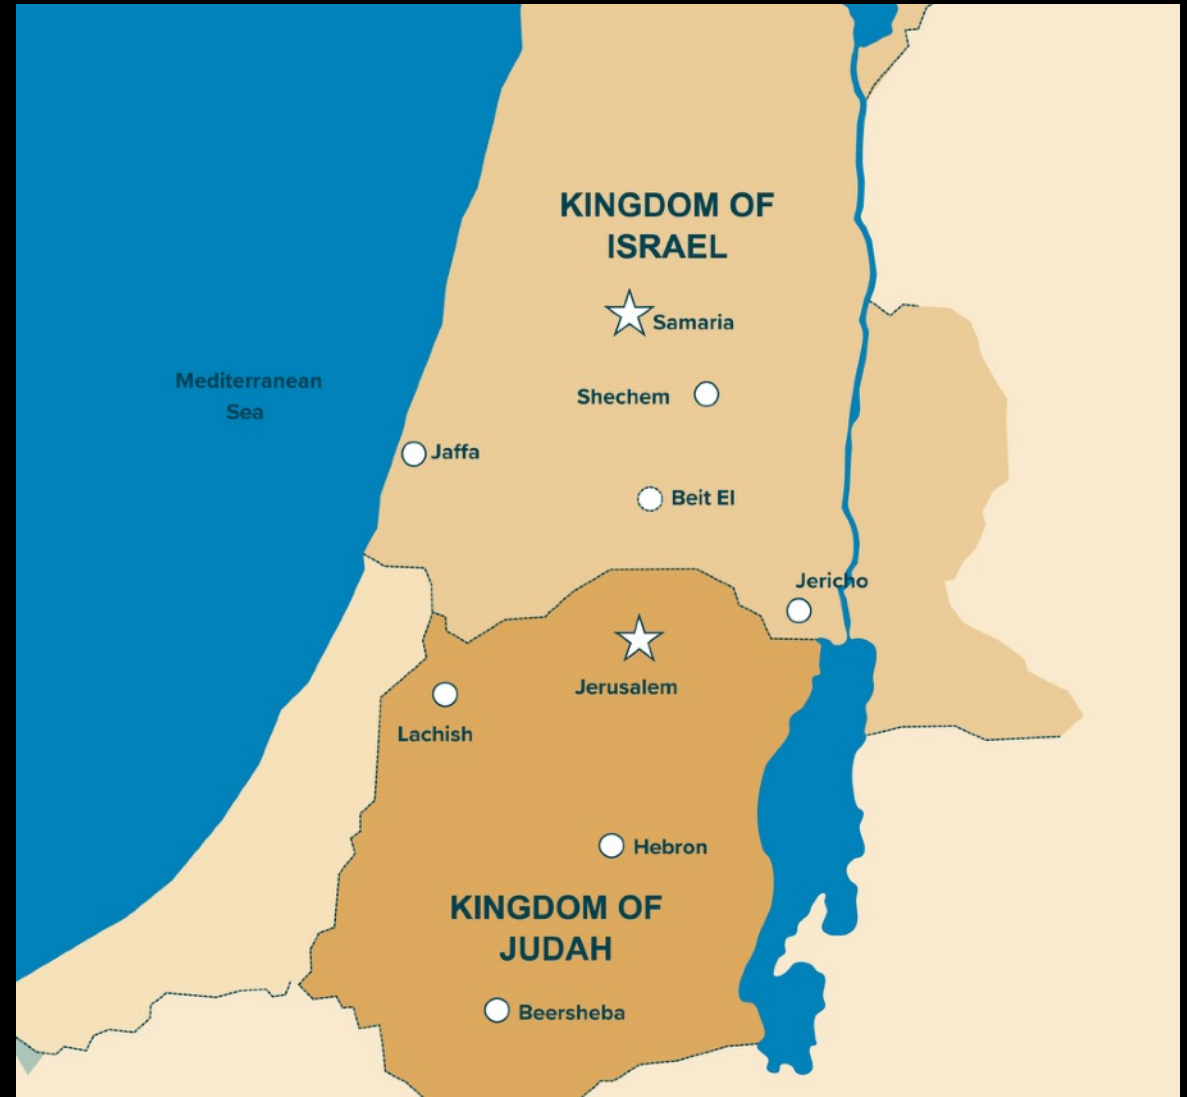 KINGDOM OF
ISRAEL
Samaria
Mediterranean
Sea
Shechem
Jaffa
Beit El
Jericho
Jerusalem
Lachish
Hebron
KINGDOM OF
JUDAH
Beersheba